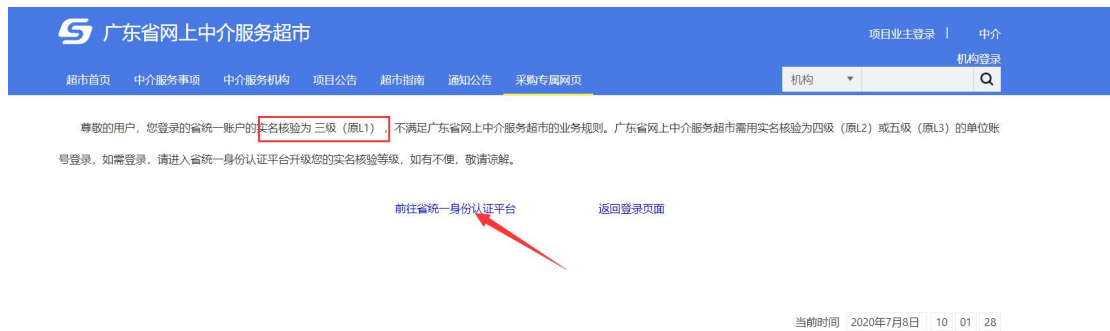 广东省网上中介服务超市
项目业主登录 | 中介
机构登录
超市首页 中介服务事项 中介服务机构 项目公告 超市指南 通知公告 采购专属网页
机构
尊敬的用户，您登录的省统一账户的实名核验为 三级（原L1），不满足广东省网上中介服务超市的业务规则。广东省网上中介服务超市需用实名核验为四级（原L2）或五级（原L3）的单位账
号登录，如需登录，请进入省统一身份认证平台升级您的实名核验等级，如有不便，敬请谅解。
前往省统一身份认证平台 返回登录页面
当前时间 2020年7月8日 10 01 28